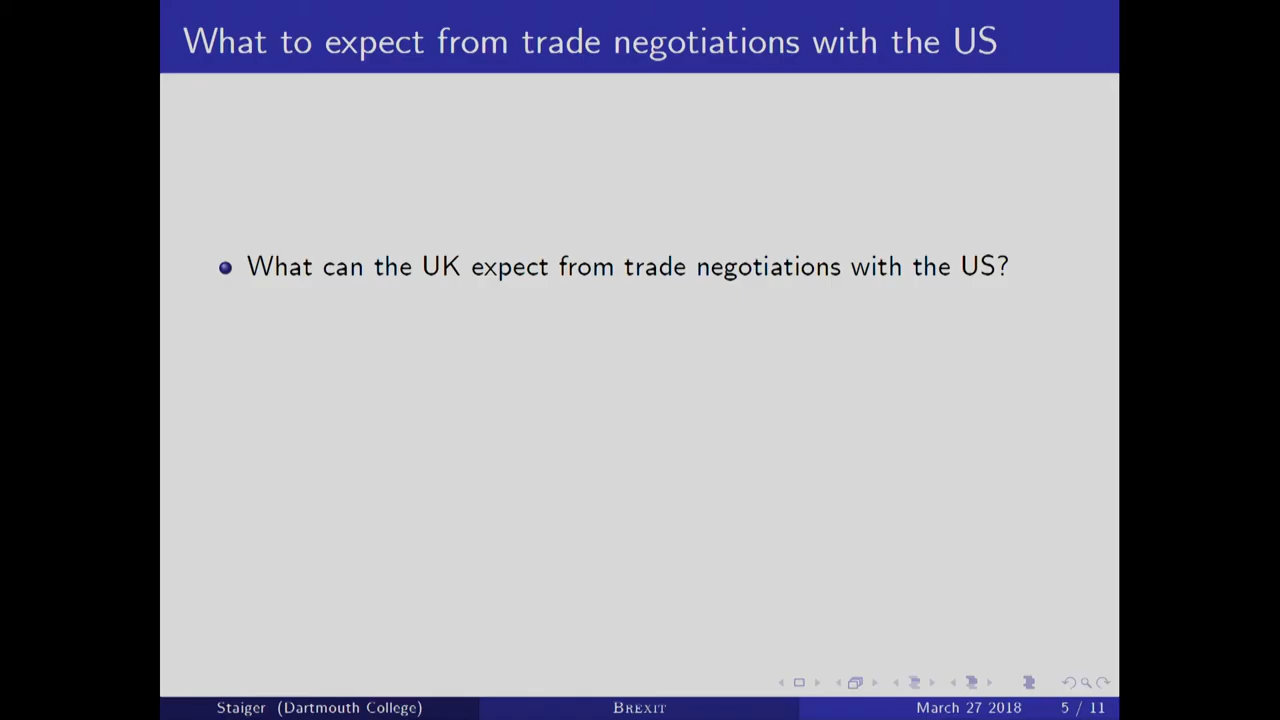 What to expect from trade negotiations with the US
What can the UK expect from trade negotiations with the US?
Staiger (Dartmouth College) BREXIT March 27 2018 5 / 11